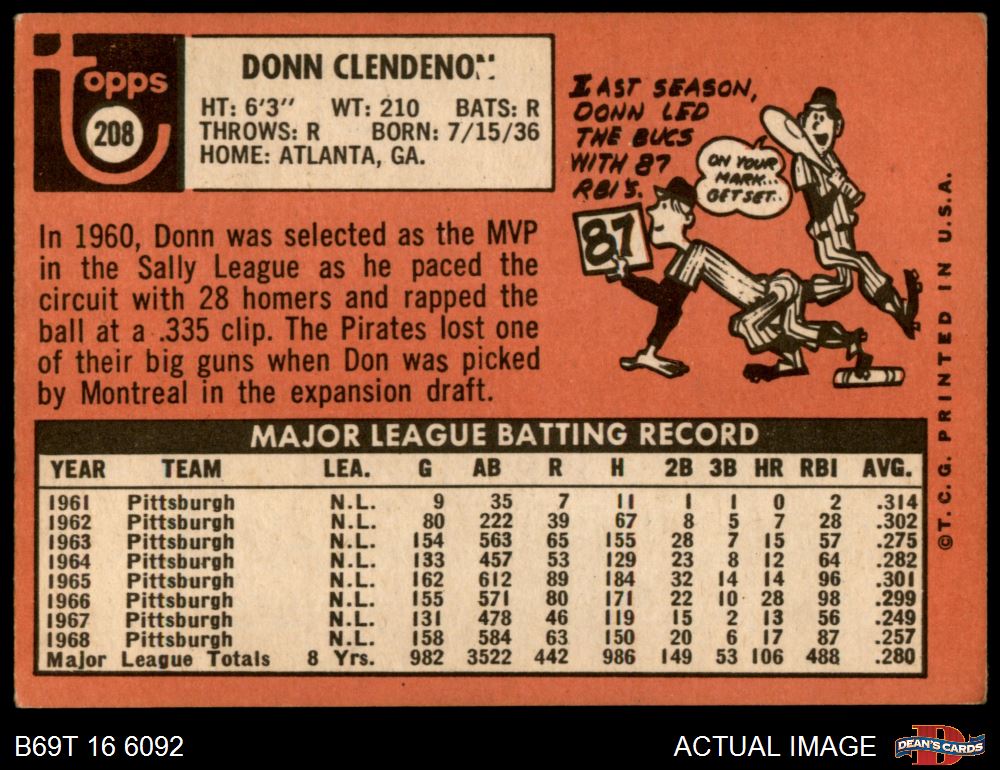 Topps
208
DONN CLENDENO
HT: 6'3" WT: 210 BATS: R
THROWS: R BORN: 7/15/36
HOME: ATLANTA, GA.
LAST SEASON,
DONN LED
THE BUCS
WITH 87
RBI'S.
ON YOUR
MARK...
GET SET..
87
In 1960, Donn was selected as the MVP
in the Sally League as he paced the
circuit with 28 homers and rapped the
ball at a .335 clip. The Pirates lost one
of their big guns when Don was picked
by Montreal in the expansion draft.
MAJOR LEAGUE BATTING RECORD
YEAR TEAM LEA. G AB R H 2B 3B HR RBI AVG.
1961 Pittsburgh N.L. 9 35 7 11 1 1 0 2 .314
1962 Pittsburgh N.L. 80 222 39 67 8 5 7 28 .302
1963 Pittsburgh N.L. 154 563 65 155 28 7 15 57 .275
1964 Pittsburgh N.L. 133 457 53 129 23 8 12 64 .282
1965 Pittsburgh N.L. 162 612 89 184 32 14 14 96 .301
1966 Pittsburgh N.L. 155 571 80 171 22 10 28 98 .299
1967 Pittsburgh N.L. 131 478 46 119 15 2 13 56 .249
1968 Pittsburgh N.L. 158 584 63 150 20 6 17 87 .257
Major League Totals 8 Yrs. 982 3522 442 986 149 53 106 488 .280
©T. C. G. PRINTED IN U.S.A.
B69T 16 6092
ACTUAL IMAGE
DEAN'S CARDS